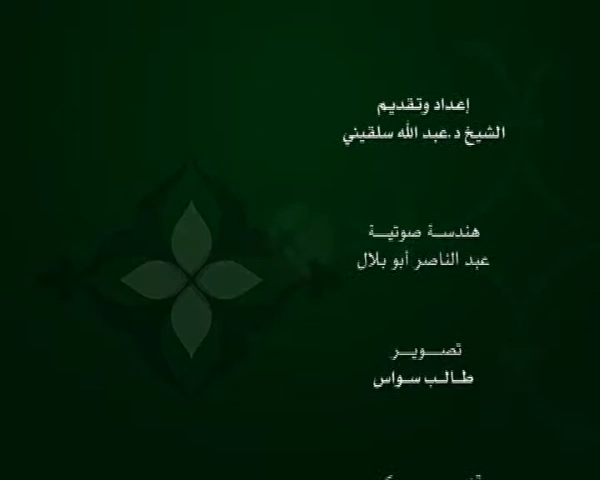 إعداد وتقديم
الشيخ د.عبد الله سلقيني
هندسة صوتية
عبد الناصر أبو بلال
تصوير
طالب سواس